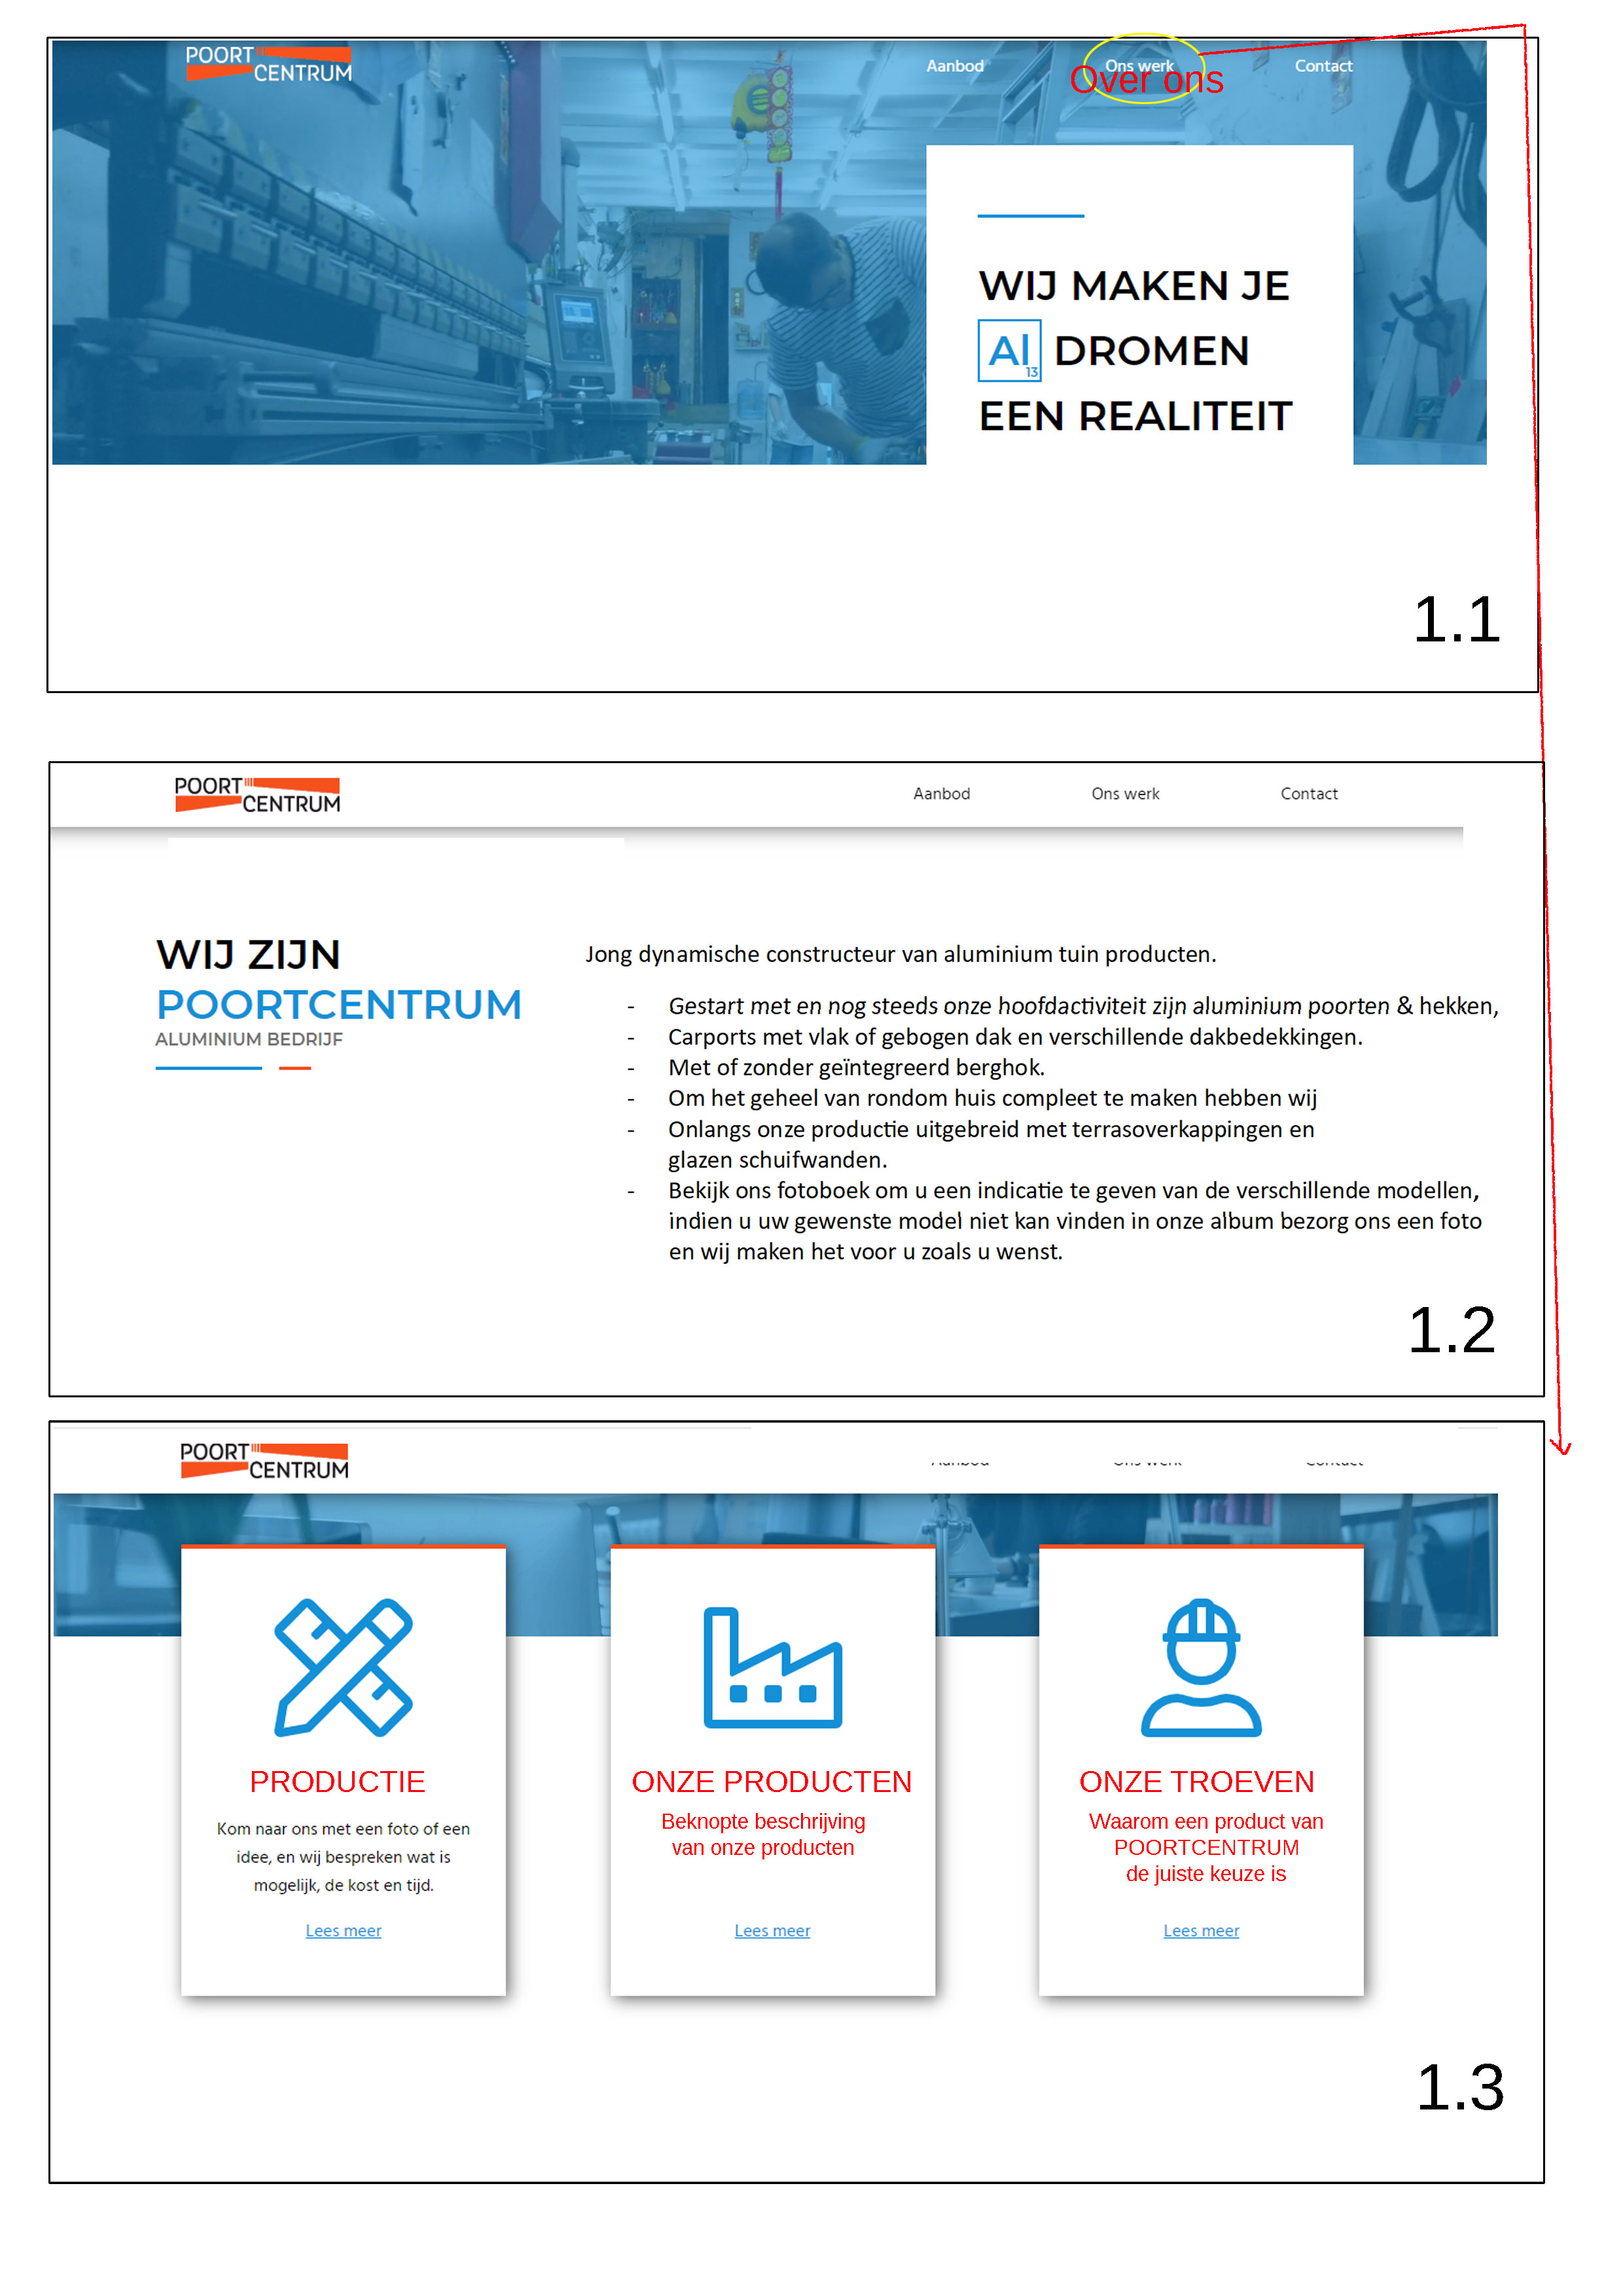 POORT
CENTRUM
Aanbod
Ons werk
Contact
Over ons
WIJ MAKEN JE
Al 13 DROMEN
EEN REALITEIT
1.1
POORT
CENTRUM
Aanbod
Ons werk
Contact
WIJ ZIJN
POORTCENTRUM
ALUMINIUM BEDRIJF
Jong dynamische constructeur van aluminium tuin producten.
- Gestart met en nog steeds onze hoofdactiviteit zijn aluminium poorten & hekken,
- Carports met vlak of gebogen dak en verschillende dakbedekkingen.
- Met of zonder geïntegreerd berghok.
- Om het geheel van rondom huis compleet te maken hebben wij
- Onlangs onze productie uitgebreid met terrasoverkappingen en
glazen schuifwanden.
- Bekijk ons fotoboek om u een indicatie te geven van de verschillende modellen,
indien u uw gewenste model niet kan vinden in onze album bezorg ons een foto
en wij maken het voor u zoals u wenst.
1.2
POORT
CENTRUM
Aanbod
Ons werk
Contact
PRODUCTIE
Kom naar ons met een foto of een
idee, en wij bespreken wat is
mogelijk, de kost en tijd.
Lees meer
ONZE PRODUCTEN
Beknopte beschrijving
van onze producten
Lees meer
ONZE TROEVEN
Waarom een product van
POORTCENTRUM
de juiste keuze is
Lees meer
1.3